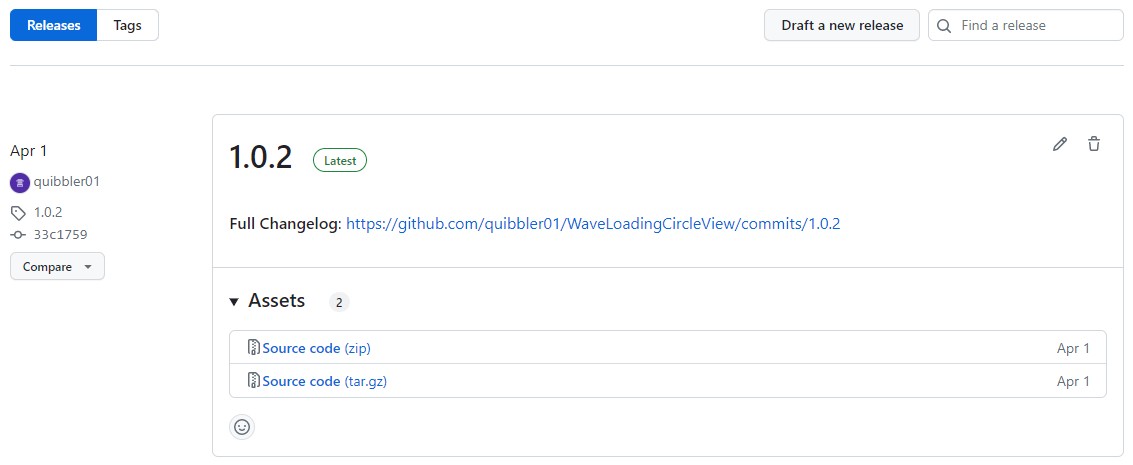 Releases Tags Draft a new release Find a release
Apr 1
quibbler01
1.0.2
33c1759
Compare
1.0.2 Latest
Full Changelog: https://github.com/quibbler01/WaveLoadingCircleView/commits/1.0.2
Assets 2
Source code (zip) Apr 1
Source code (tar.gz) Apr 1